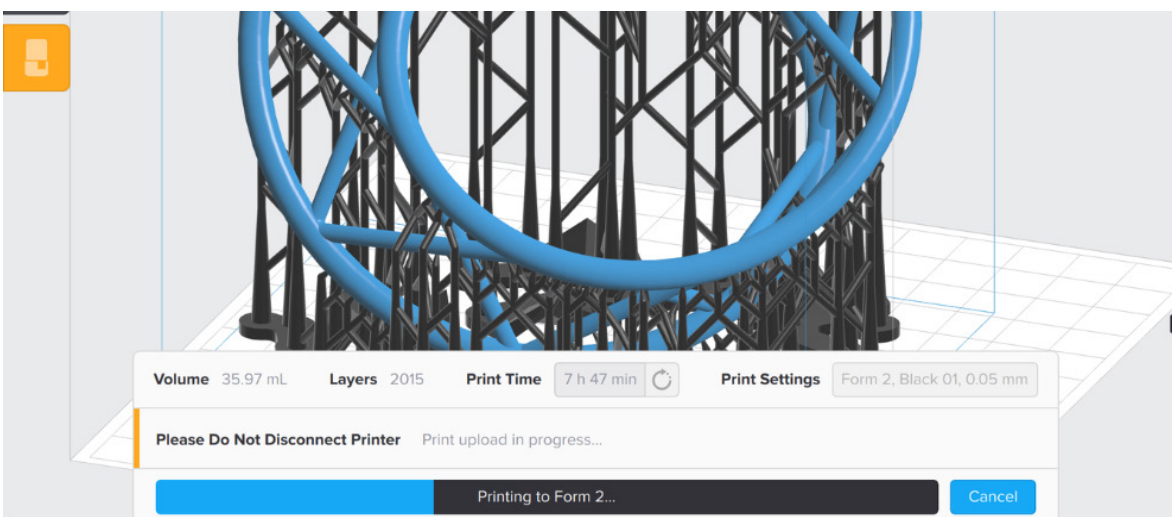 Volume 35.97 mL Layers 2015 Print Time 7 h 47 min Print Settings Form 2, Black 01, 0.05 mm
Please Do Not Disconnect Printer Print upload in progress...
Printing to Form 2... Cancel